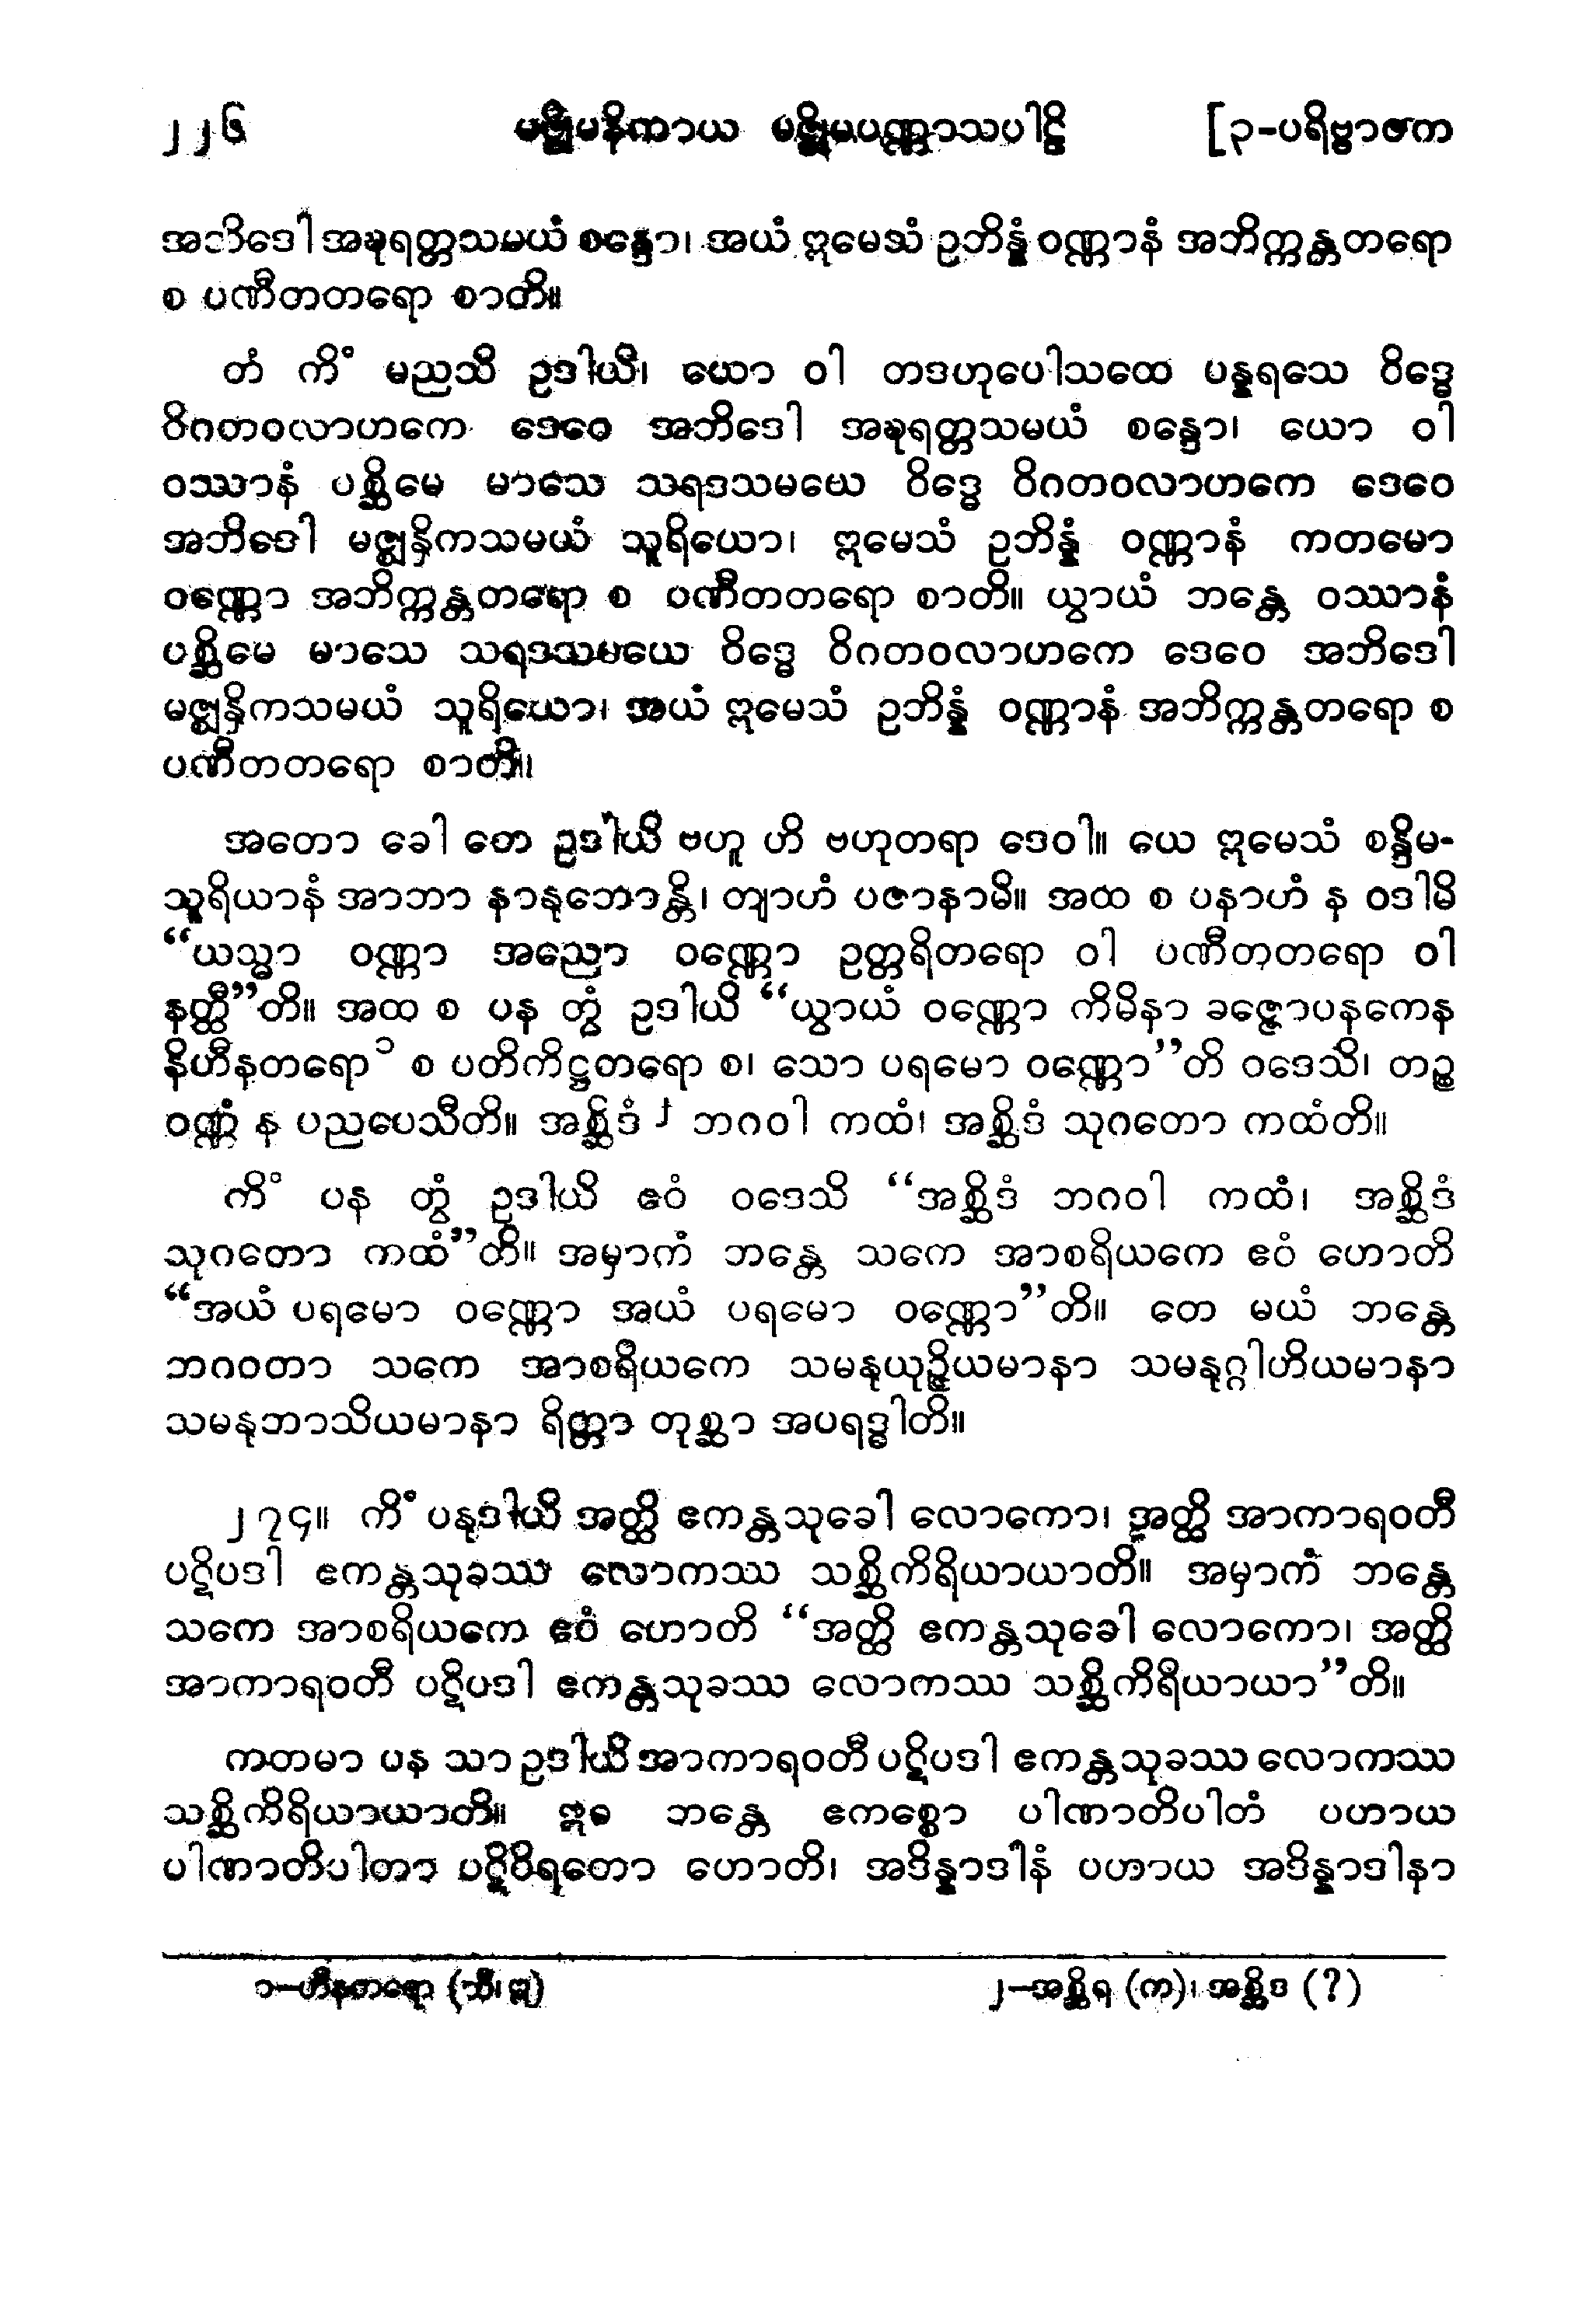 ၂၂၆ မဇ္ဈိမနိကာယ မဇ္ဈိမပဏ္ဏာသပါဠိ [၃-ပရိဗ္ဗာဇက
အဘိဒေါ အဍ္ဎရတ္တသမယံ စန္ဒော၊ အယံ ဣမေသံ ဥဘိန္နံ ဝဏ္ဏာနံ အဘိက္ကန္တတရော
စ ပဏီတတရော စာတိ။
တံ ကိံ မညသိ ဥဒါယိ၊ ယော ဝါ တဒဟုပေါသထေ ပန္နရသေ ဝိဒ္ဓေ
ဝိဂတဝလာဟကေ ဒေဝေ အဘိဒေါ အဍ္ဎရတ္တသမယံ စန္ဒော၊ ယော ဝါ
ဝဿာနံ ပစ္ဆိမေ မာသေ သရဒသမယေ ဝိဒ္ဓေ ဝိဂတဝလာဟကေ ဒေဝေ
အဘိဒေါ မဇ္ဈနှိကသမယံ သူရိယော၊ ဣမေသံ ဥဘိန္နံ ဝဏ္ဏာနံ ကတမော
ဝဏ္ဏော အဘိက္ကန္တတရော စ ပဏီတတရော စာတိ။ ယွာယံ ဘန္တေ ဝဿာနံ
ပစ္ဆိမေ မာသေ သရဒသမယေ ဝိဒ္ဓေ ဝိဂတဝလာဟကေ ဒေဝေ အဘိဒေါ
မဇ္ဈနှိကသမယံ သူရိယော၊ အယံ ဣမေသံ ဥဘိန္နံ ဝဏ္ဏာနံ အဘိက္ကန္တတရော စ
ပဏီတတရော စာတိ။
အတော ခေါ တေ ဥဒါယိ ဗဟူ ဟိ ဗဟုတရာ ဒေဝါ။ ယေ ဣမေသံ စန္ဒိမ-
သူရိယာနံ အာဘာ နာနုဘောန္တိ၊ တျာဟံ ပဇာနာမိ။ အထ စ ပနာဟံ န ဝဒါမိ
“ယသ္မာ ဝဏ္ဏာ အညော ဝဏ္ဏော ဥတ္တရိတရော ဝါ ပဏီတတရော ဝါ
နတ္ထီ”တိ။ အထ စ ပန တွံ ဥဒါယိ “ယွာယံ ဝဏ္ဏော ကိမိနာ ခဇ္ဇောပနကေန
နိဟီနတရော ၁ စ ပတိကိဋ္ဌတရော စ၊ သော ပရမော ဝဏ္ဏော”တိ ဝဒေသိ၊ တဉ္စ
ဝဏ္ဏံ န ပညပေသီတိ။ အစ္ဆိဒံ ၂ ဘဂဝါ ကထံ၊ အစ္ဆိဒံ သုဂတော ကထံတိ။
ကိံ ပန တွံ ဥဒါယိ ဧဝံ ဝဒေသိ “အစ္ဆိဒံ ဘဂဝါ ကထံ၊ အစ္ဆိဒံ
သုဂတော ကထံ”တိ။ အမှာကံ ဘန္တေ သကေ အာစရိယကေ ဧဝံ ဟောတိ
“အယံ ပရမော ဝဏ္ဏော အယံ ပရမော ဝဏ္ဏော”တိ။ တေ မယံ ဘန္တေ
ဘဂဝတာ သကေ အာစရိယကေ သမနုယုဉ္ဇိယမာနာ သမနုဂ္ဂါဟိယမာနာ
သမနုဘာသိယမာနာ ရိတ္တာ တုစ္ဆာ အပရဒ္ဓါတိ။
၂၇၄။ ကိံ ပနုဒါယိ အတ္ထိ ဧကန္တသုခေါ လောကော၊ အတ္ထိ အာကာရဝတီ
ပဋိပဒါ ဧကန္တသုခဿ လောကဿ သစ္ဆိကိရိယာယာတိ။ အမှာကံ ဘန္တေ
သကေ အာစရိယကေ ဧဝံ ဟောတိ “အတ္ထိ ဧကန္တသုခေါ လောကော၊ အတ္ထိ
အာကာရဝတီ ပဋိပဒါ ဧကန္တသုခဿ လောကဿ သစ္ဆိကိရိယာယာ”တိ။
ကတမာ ပန သာ ဥဒါယိ အာကာရဝတီ ပဋိပဒါ ဧကန္တသုခဿ လောကဿ
သစ္ဆိကိရိယာယာတိ။ ဣဓ ဘန္တေ ဧကစ္စော ပါဏာတိပါတံ ပဟာယ
ပါဏာတိပါတာ ပဋိဝိရတော ဟောတိ၊ အဒိန္နာဒါနံ ပဟာယ အဒိန္နာဒါနာ
၁-ဟီနတရော (သီ၊ ဣ) ၂-အစ္ဆိရ (က)၊ အစ္ဆိဒ (?)